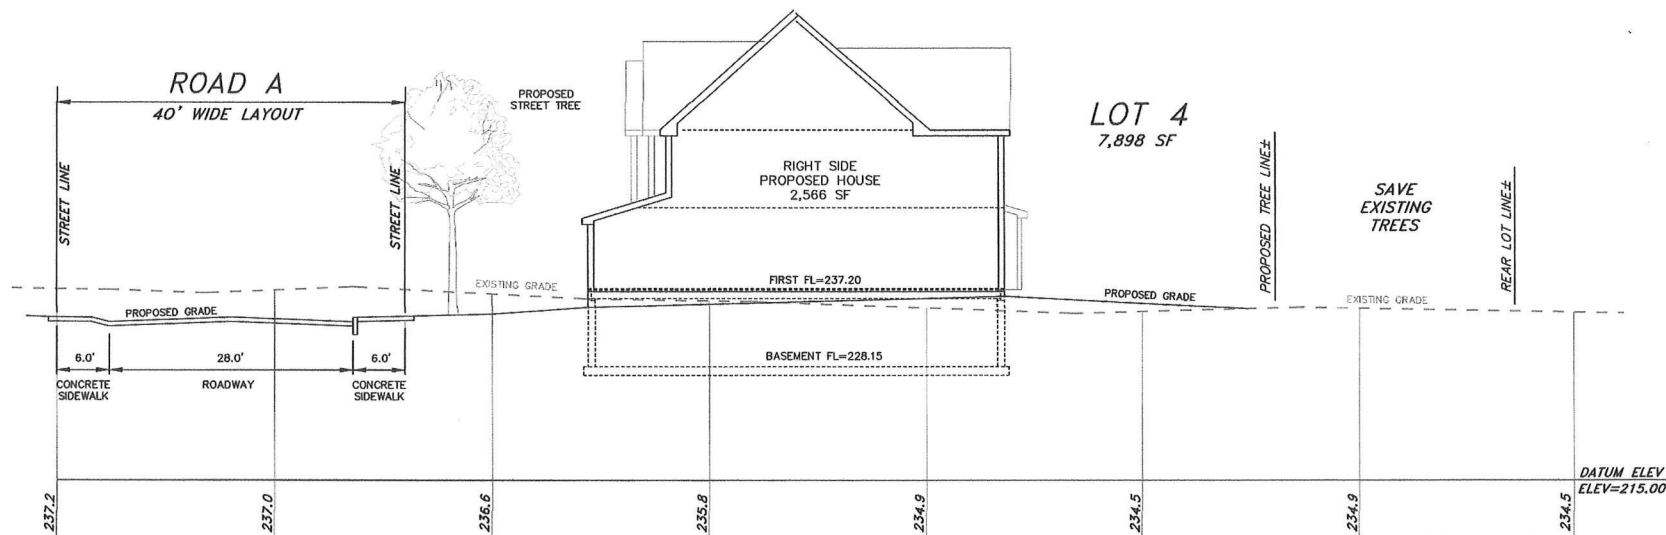 ROAD A
40' WIDE LAYOUT
STREET LINE
STREET LINE
PROPOSED
STREET TREE
RIGHT SIDE
PROPOSED HOUSE
2,566 SF
LOT 4
7,898 SF
PROPOSED TREE LINE±
SAVE
EXISTING
TREES
REAR LOT LINE±
EXISTING GRADE
FIRST FL=237.20
PROPOSED GRADE
EXISTING GRADE
PROPOSED GRADE
6.0'
28.0'
6.0'
BASEMENT FL=228.15
CONCRETE
SIDEWALK
ROADWAY
CONCRETE
SIDEWALK
DATUM ELEV
ELEV=215.00
237.2
237.0
236.6
235.8
234.9
234.5
234.9
234.5